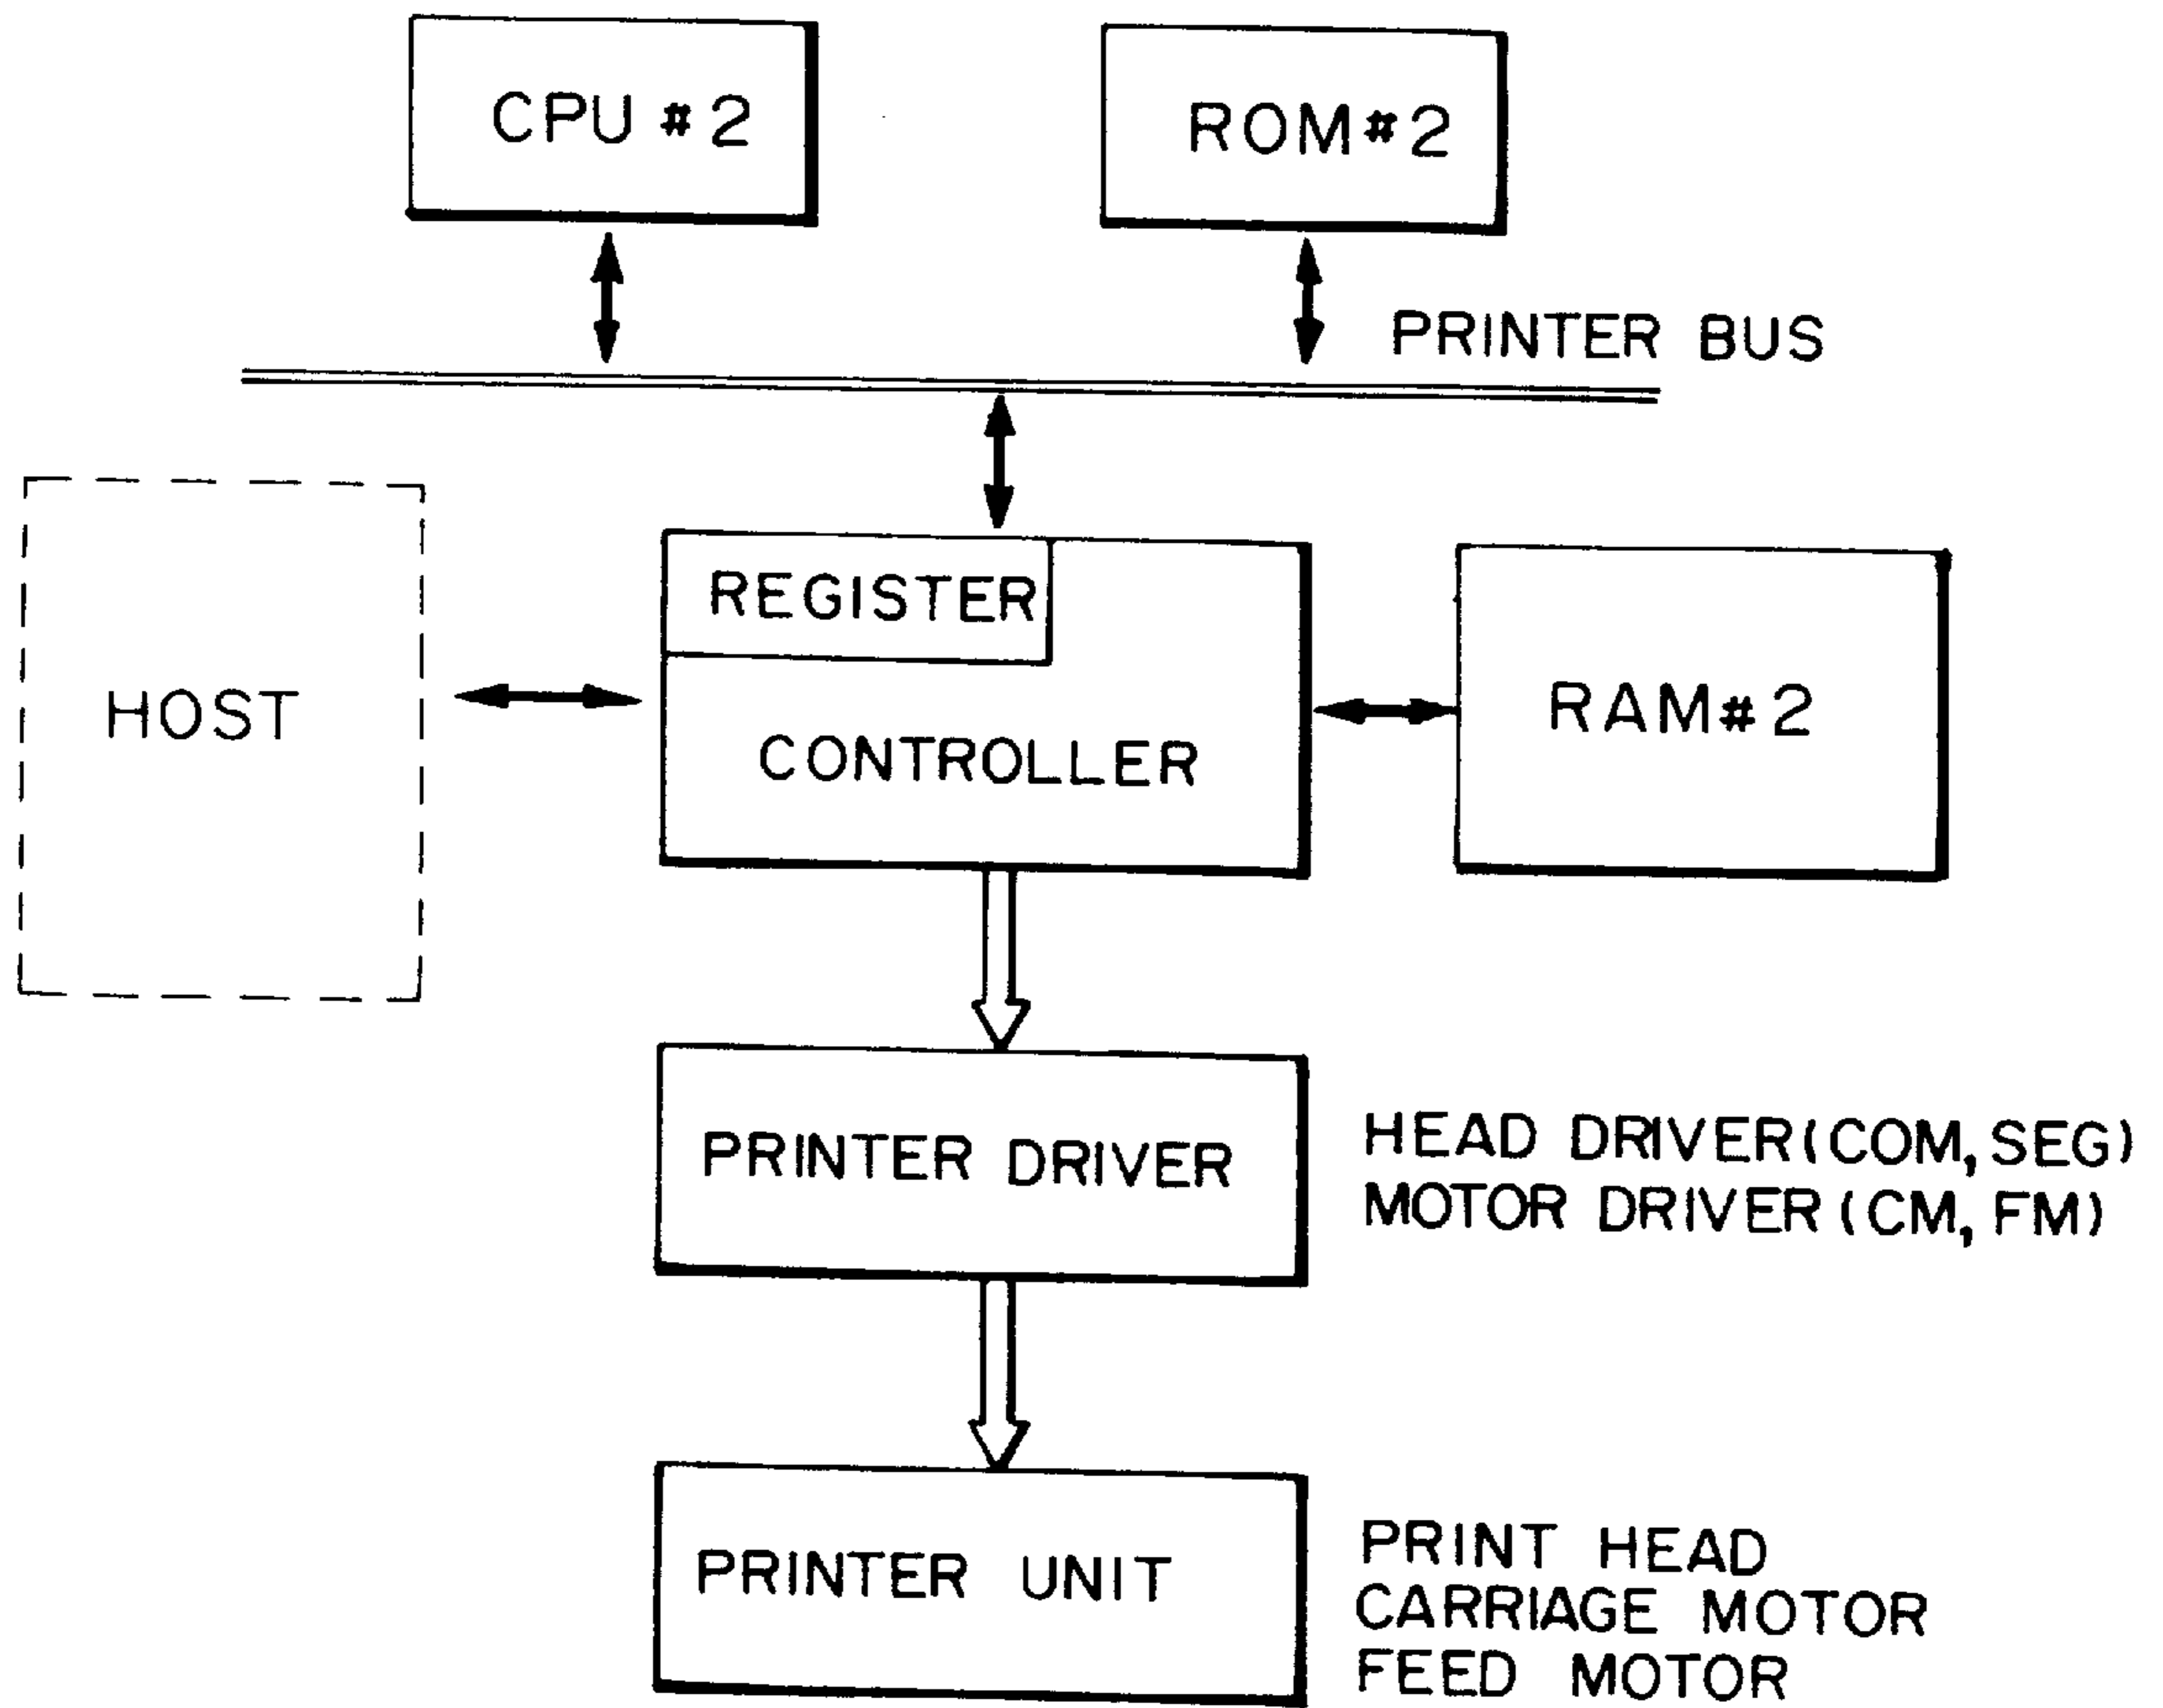 CPU #2
ROM#2
PRINTER BUS
REGISTER
HOST
CONTROLLER
RAM#2
PRINTER DRIVER
HEAD DRIVER(COM, SEG)
MOTOR DRIVER(CM, FM)
PRINTER UNIT
PRINT HEAD
CARRIAGE MOTOR
FEED MOTOR